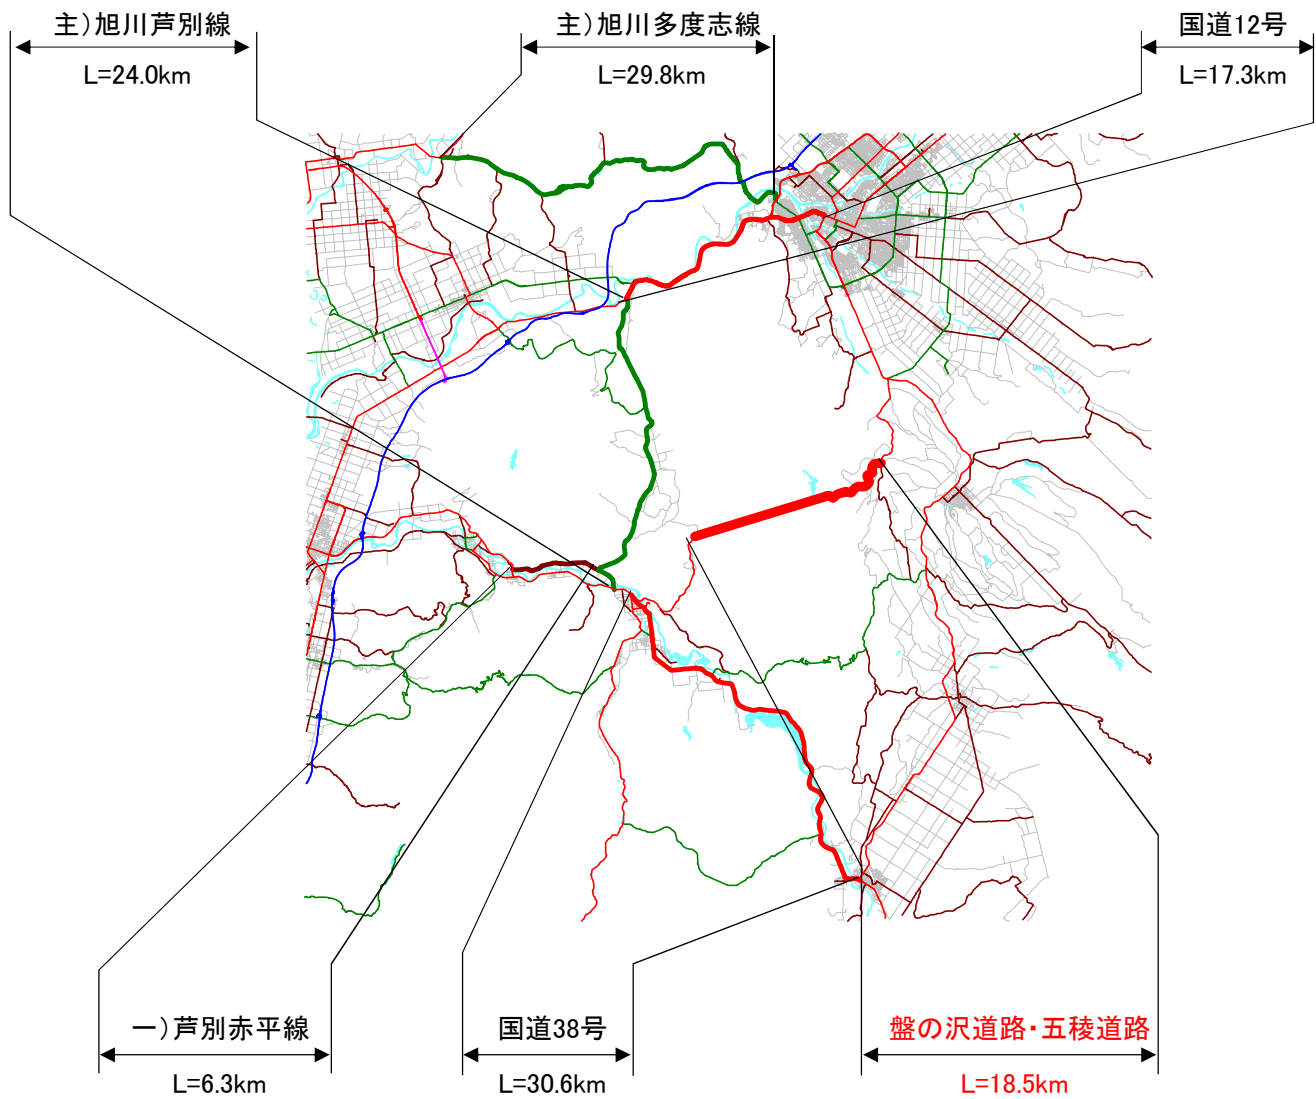 主）旭川芦別線
L=24.0km
主）旭川多度志線
L=29.8km
国道12号
L=17.3km
一）芦別赤平線
L=6.3km
国道38号
L=30.6km
盤の沢道路・五稜道路
L=18.5km